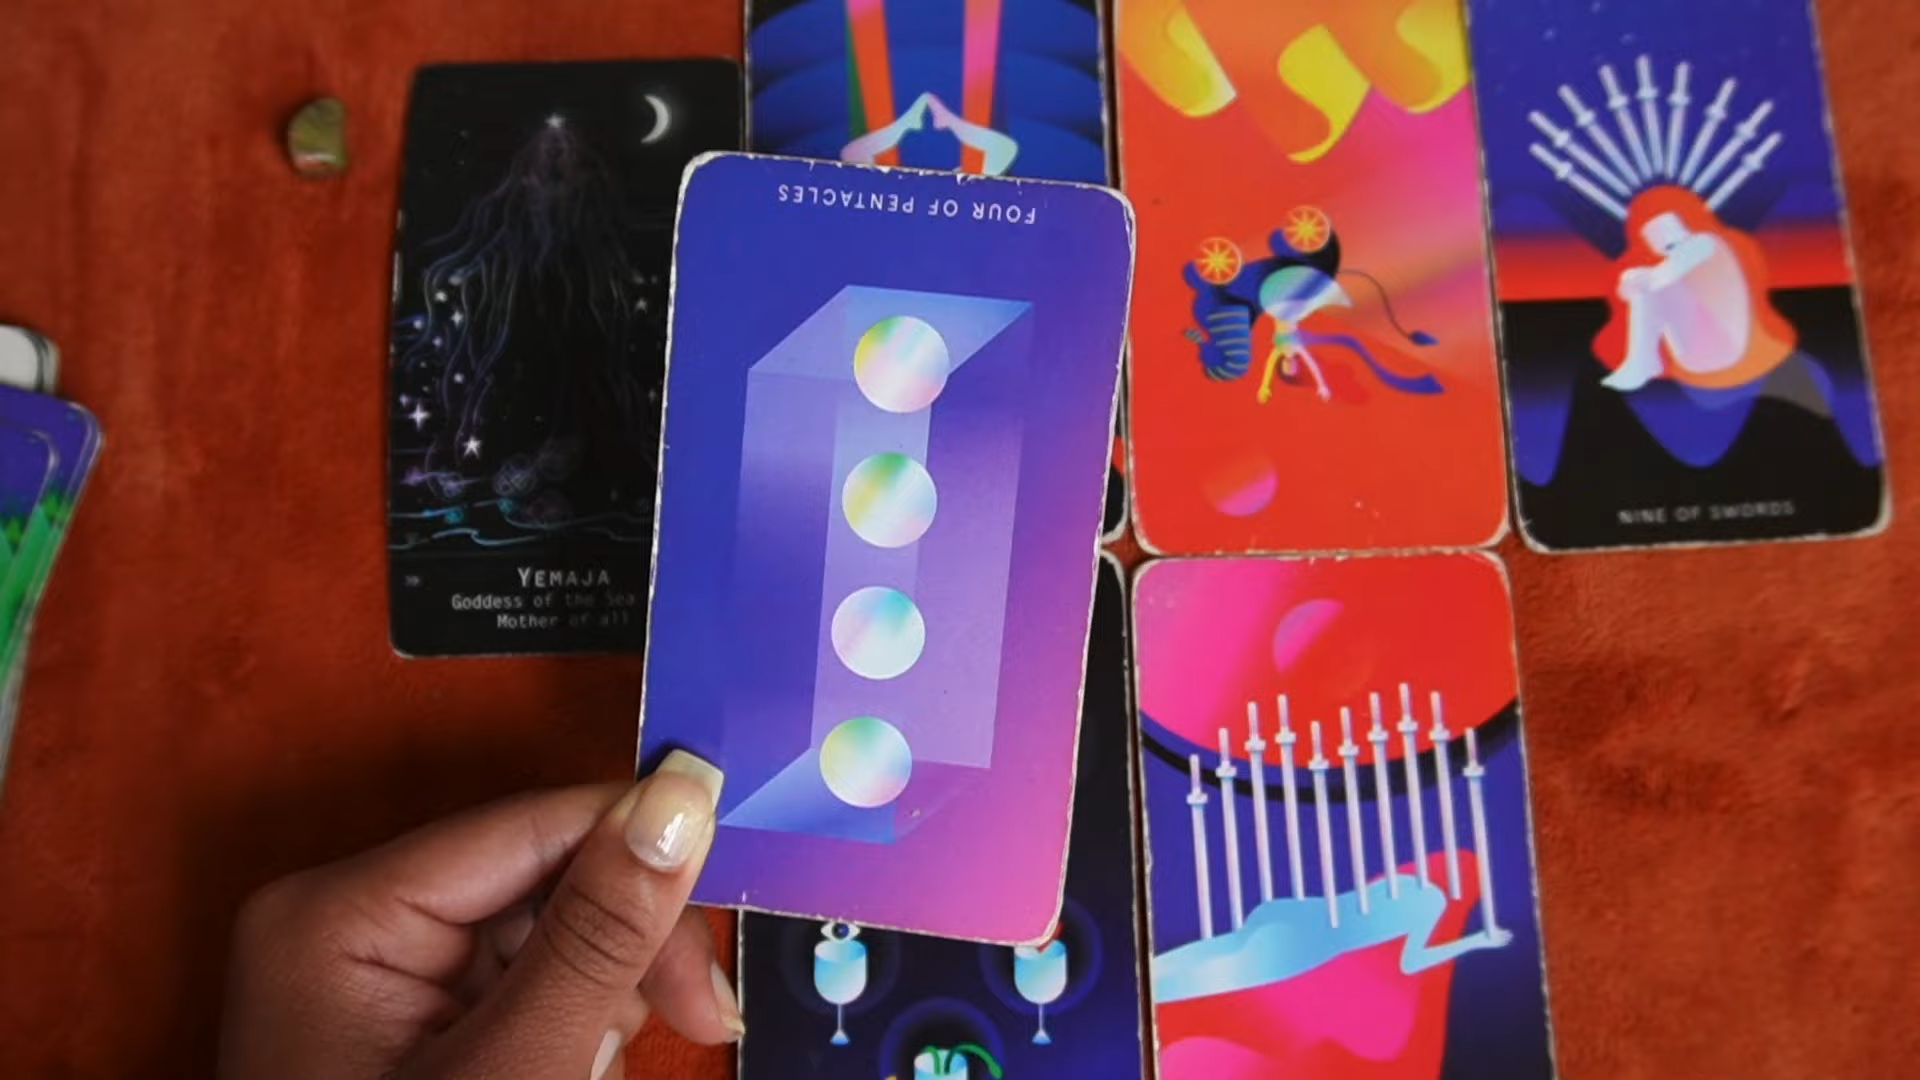 FOUR OF PENTACLES
YEMAJA
Goddess of the Sea
Mother of all
NINE OF SWORDS